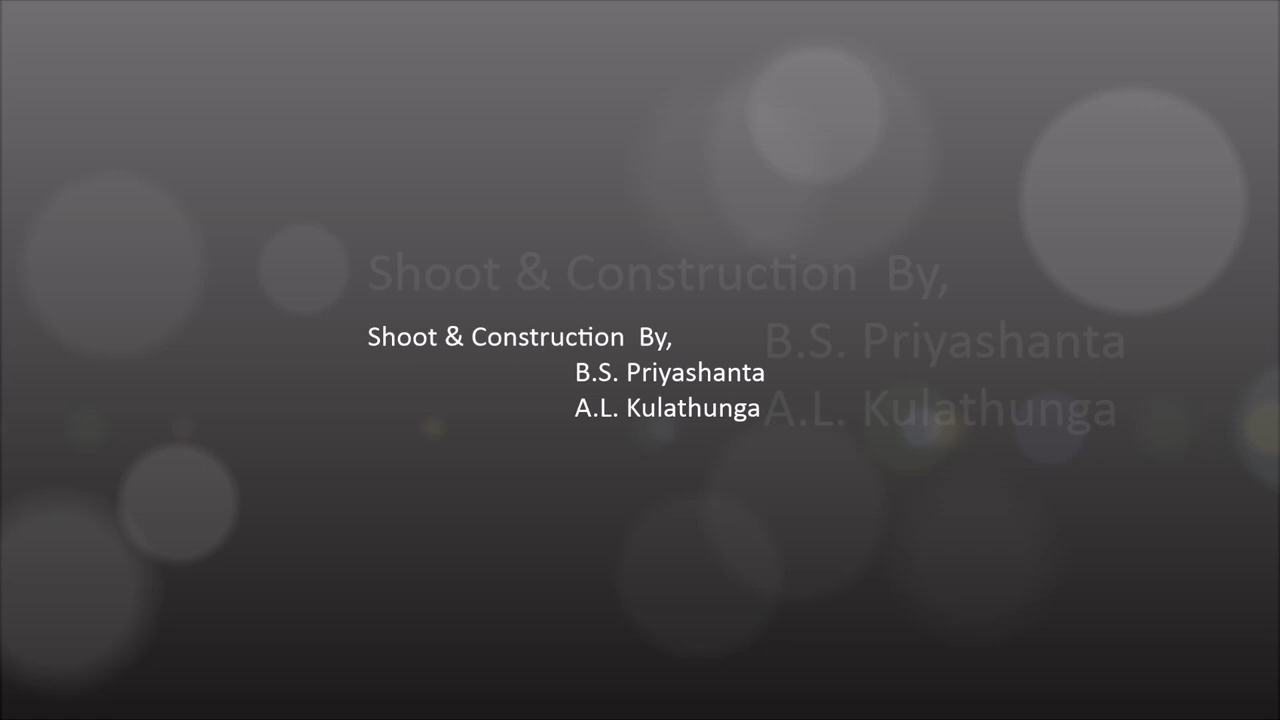 Shoot & Construction By,
Shoot & Construction By,
B.S. Priyashanta
B.S. Priyashanta
A.L. Kulathunga
A.L. Kulathunga